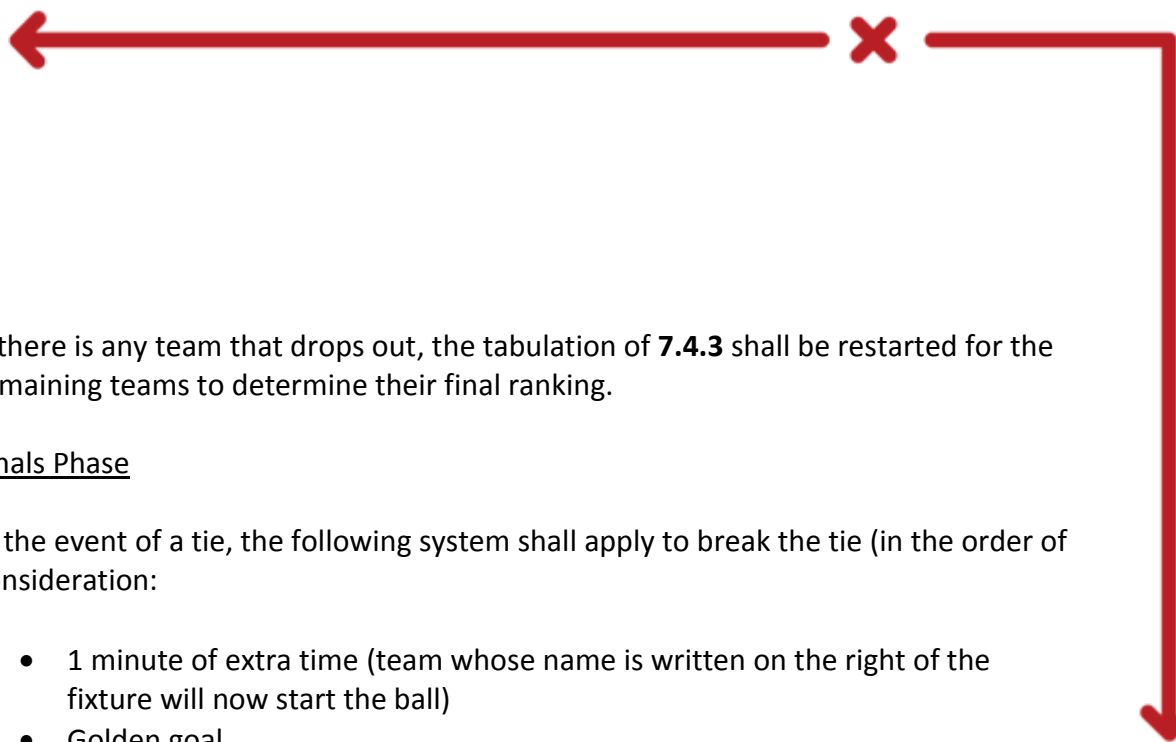 there is any team that drops out, the tabulation of 7.4.3 shall be restarted for the
maining teams to determine their final ranking.
nals Phase
the event of a tie, the following system shall apply to break the tie (in the order of
nsideration:
• 1 minute of extra time (team whose name is written on the right of the
fixture will now start the ball)
• Golden goal